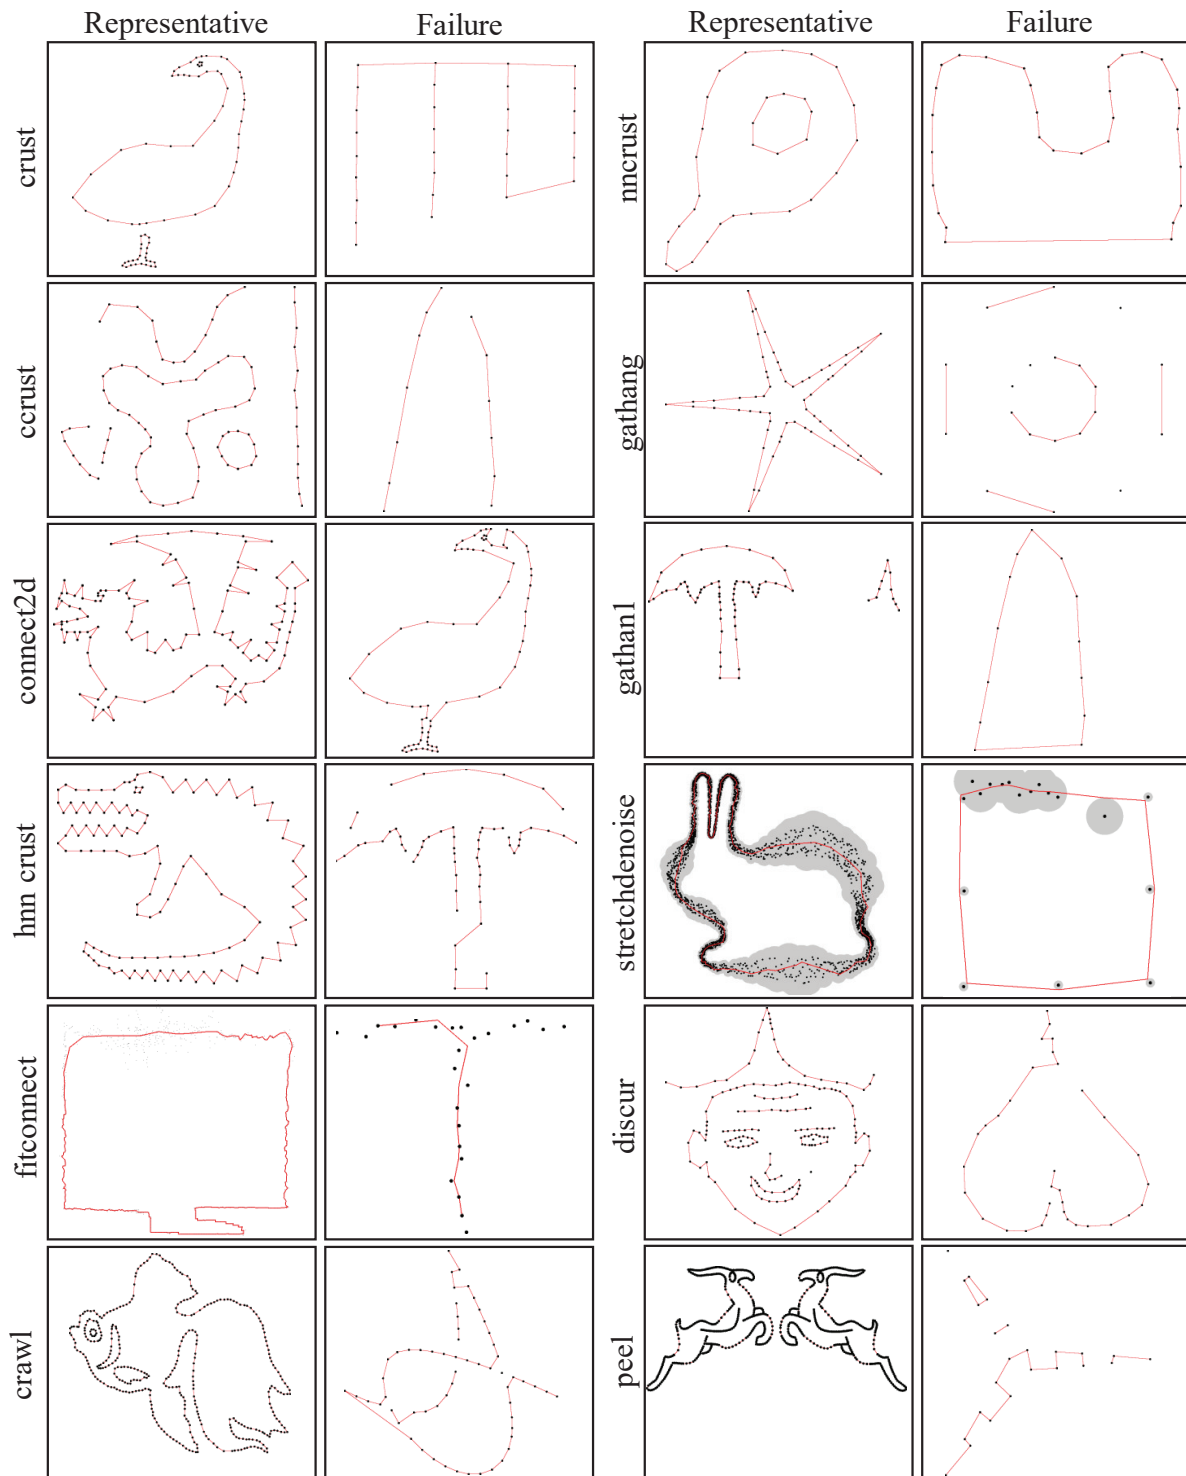 Representative Failure Representative Failure
crust nncrust
ccrust gathang
connect2d gathan1
hnn crust stretchdenoise
fitconnect discur
crawl peel